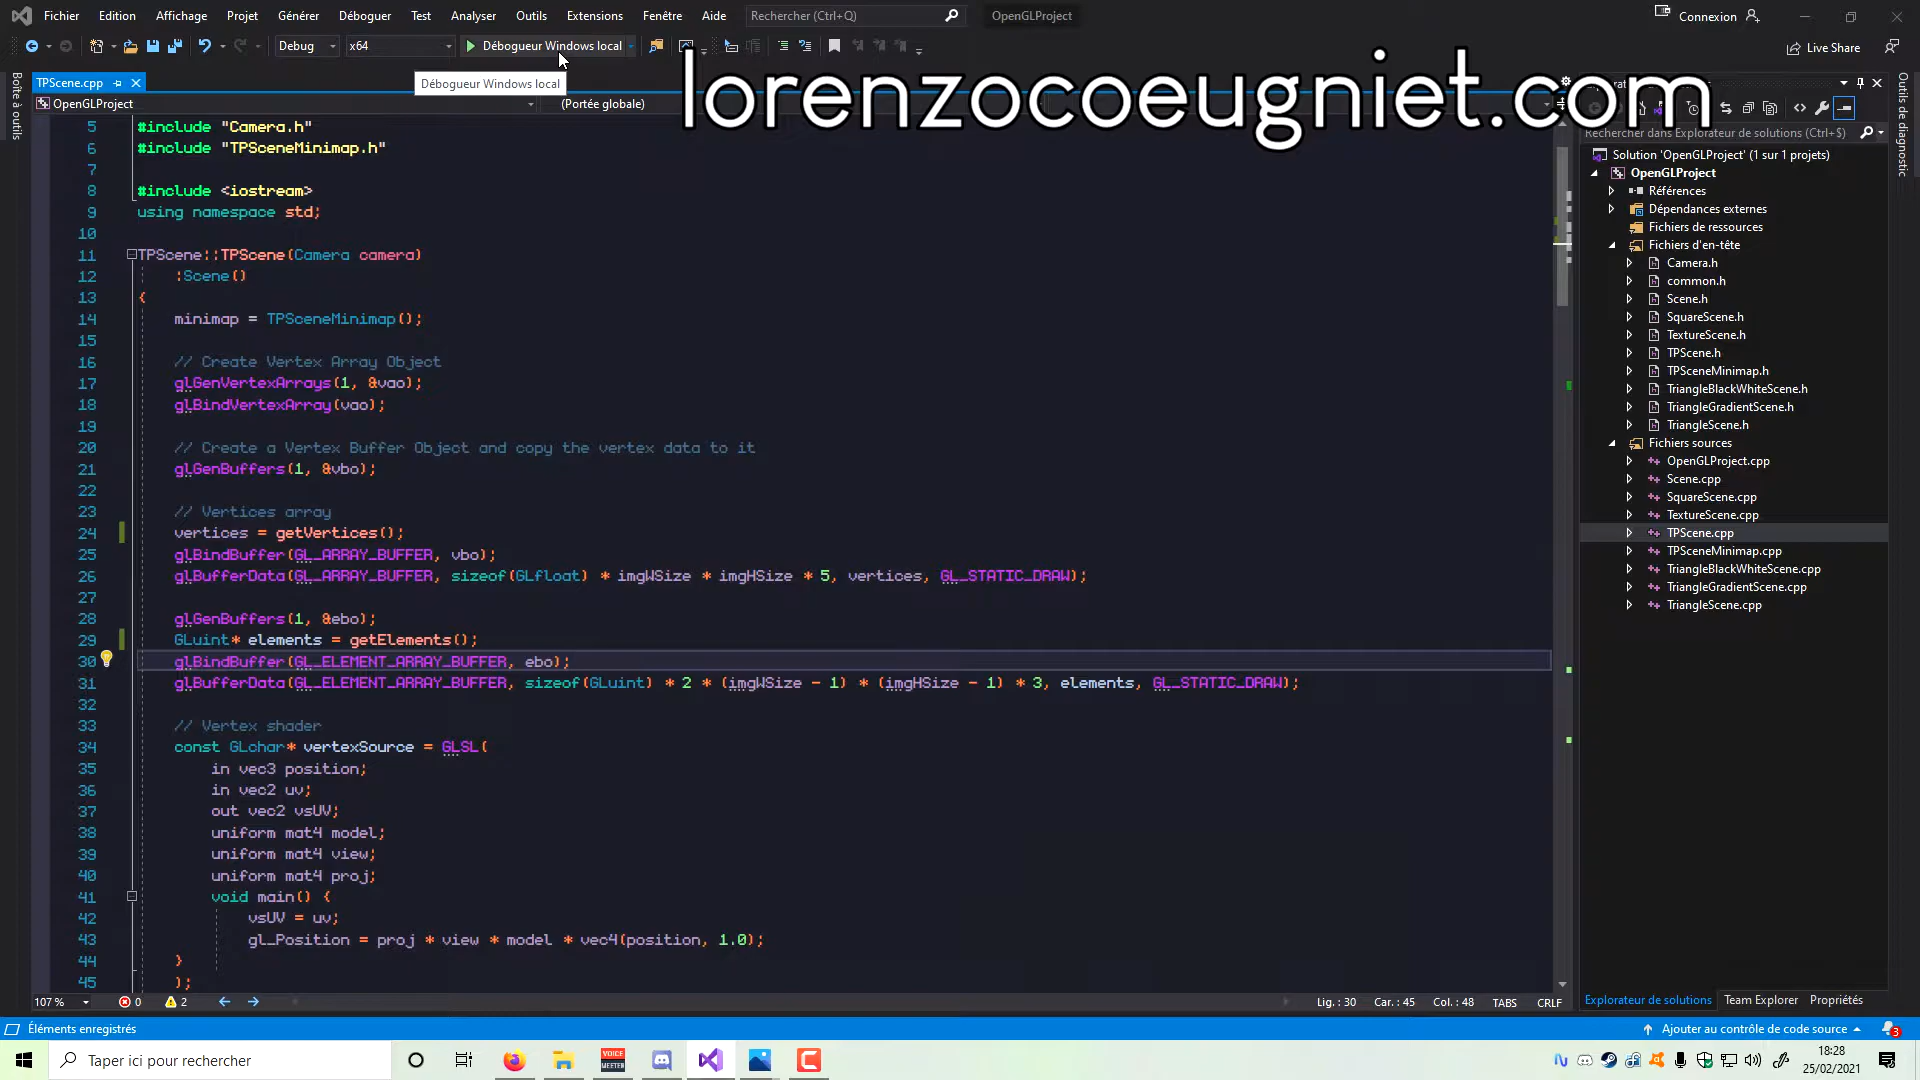 Fichier Edition Affichage Projet Générer Déboguer Test Analyser Outils Extensions Fenêtre Aide Rechercher (Ctrl+Q) OpenGLProject Connexion
Debug x64 Débogueur Windows local Live Share
lorenzocoeugniet.com
TPScene.cpp Débogueur Windows local
OpenGLProject (Portée globale)
Boîte à outils
Outils de diagnostic
5 #include "Camera.h"
6 #include "TPSceneMinimap.h"
7
8 #include <iostream>
9 using namespace std;
10
11 TPScene::TPScene(Camera camera)
12 :Scene()
13 {
14 minimap = TPSceneMinimap();
15
16 // Create Vertex Array Object
17 glGenVertexArrays(1, &vao);
18 glBindVertexArray(vao);
19
20 // Create a Vertex Buffer Object and copy the vertex data to it
21 glGenBuffers(1, &vbo);
22
23 // Vertices array
24 vertices = getVertices();
25 glBindBuffer(GL_ARRAY_BUFFER, vbo);
26 glBufferData(GL_ARRAY_BUFFER, sizeof(GLfloat) * imgWSize * imgHSize * 5, vertices, GL_STATIC_DRAW);
27
28 glGenBuffers(1, &ebo);
29 GLuint* elements = getElements();
30 glBindBuffer(GL_ELEMENT_ARRAY_BUFFER, ebo);
31 glBufferData(GL_ELEMENT_ARRAY_BUFFER, sizeof(GLuint) * 2 * (imgWSize - 1) * (imgHSize - 1) * 3, elements, GL_STATIC_DRAW);
32
33 // Vertex shader
34 const GLchar* vertexSource = GLSL(
35 in vec3 position;
36 in vec2 uv;
37 out vec2 vsUV;
38 uniform mat4 model;
39 uniform mat4 view;
40 uniform mat4 proj;
41 void main() {
42 vsUV = uv;
43 gl_Position = proj * view * model * vec4(position, 1.0);
44 }
45 );
Rechercher dans Explorateur de solutions (Ctrl+$)
Solution 'OpenGLProject' (1 sur 1 projets)
OpenGLProject
Références
Dépendances externes
Fichiers de ressources
Fichiers d'en-tête
Camera.h
common.h
Scene.h
SquareScene.h
TextureScene.h
TPScene.h
TPSceneMinimap.h
TriangleBlackWhiteScene.h
TriangleGradientScene.h
TriangleScene.h
Fichiers sources
OpenGLProject.cpp
Scene.cpp
SquareScene.cpp
TextureScene.cpp
TPScene.cpp
TPSceneMinimap.cpp
TriangleBlackWhiteScene.cpp
TriangleGradientScene.cpp
TriangleScene.cpp
107 % 0 2 Lig. : 30 Car. : 45 Col. : 48 TABS CRLF
Explorateur de solutions Team Explorer Propriétés
Éléments enregistrés Ajouter au contrôle de code source 3
Taper ici pour rechercher VOICE MEETER 18:28
25/02/2021